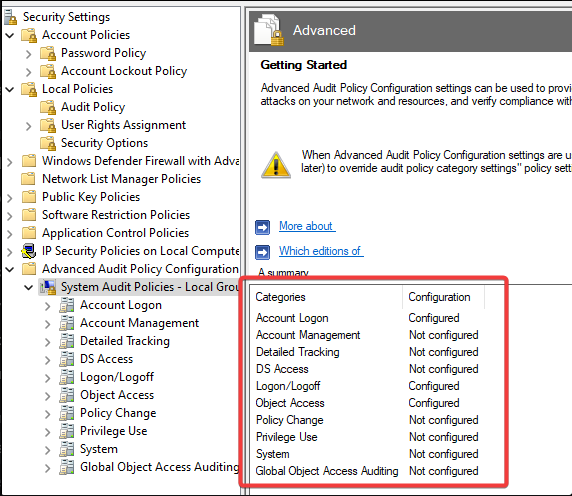 Security Settings
Account Policies
Password Policy
Account Lockout Policy
Local Policies
Audit Policy
User Rights Assignment
Security Options
Windows Defender Firewall with Adva
Network List Manager Policies
Public Key Policies
Software Restriction Policies
Application Control Policies
IP Security Policies on Local Compute
Advanced Audit Policy Configuration
System Audit Policies - Local Grou
Account Logon
Account Management
Detailed Tracking
DS Access
Logon/Logoff
Object Access
Policy Change
Privilege Use
System
Global Object Access Auditing
Advanced
Getting Started
Advanced Audit Policy Configuration settings can be used to provi
attacks on your network and resources, and verify compliance with
When Advanced Audit Policy Configuration settings are u
later) to override audit policy category settings" policy setti
More about
Which editions of
A summary
Categories Configuration
Account Logon Configured
Account Management Not configured
Detailed Tracking Not configured
DS Access Not configured
Logon/Logoff Configured
Object Access Configured
Policy Change Not configured
Privilege Use Not configured
System Not configured
Global Object Access Auditing Not configured